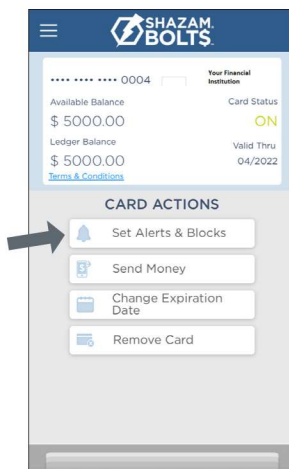 SHAZAM.
BOLT$.
•••• •••• •••• 0004
Your Financial
Institution
Available Balance
Card Status
$ 5000.00
ON
Ledger Balance
Valid Thru
$ 5000.00
04/2022
Terms & Conditions
CARD ACTIONS
Set Alerts & Blocks
Send Money
Change Expiration
Date
Remove Card